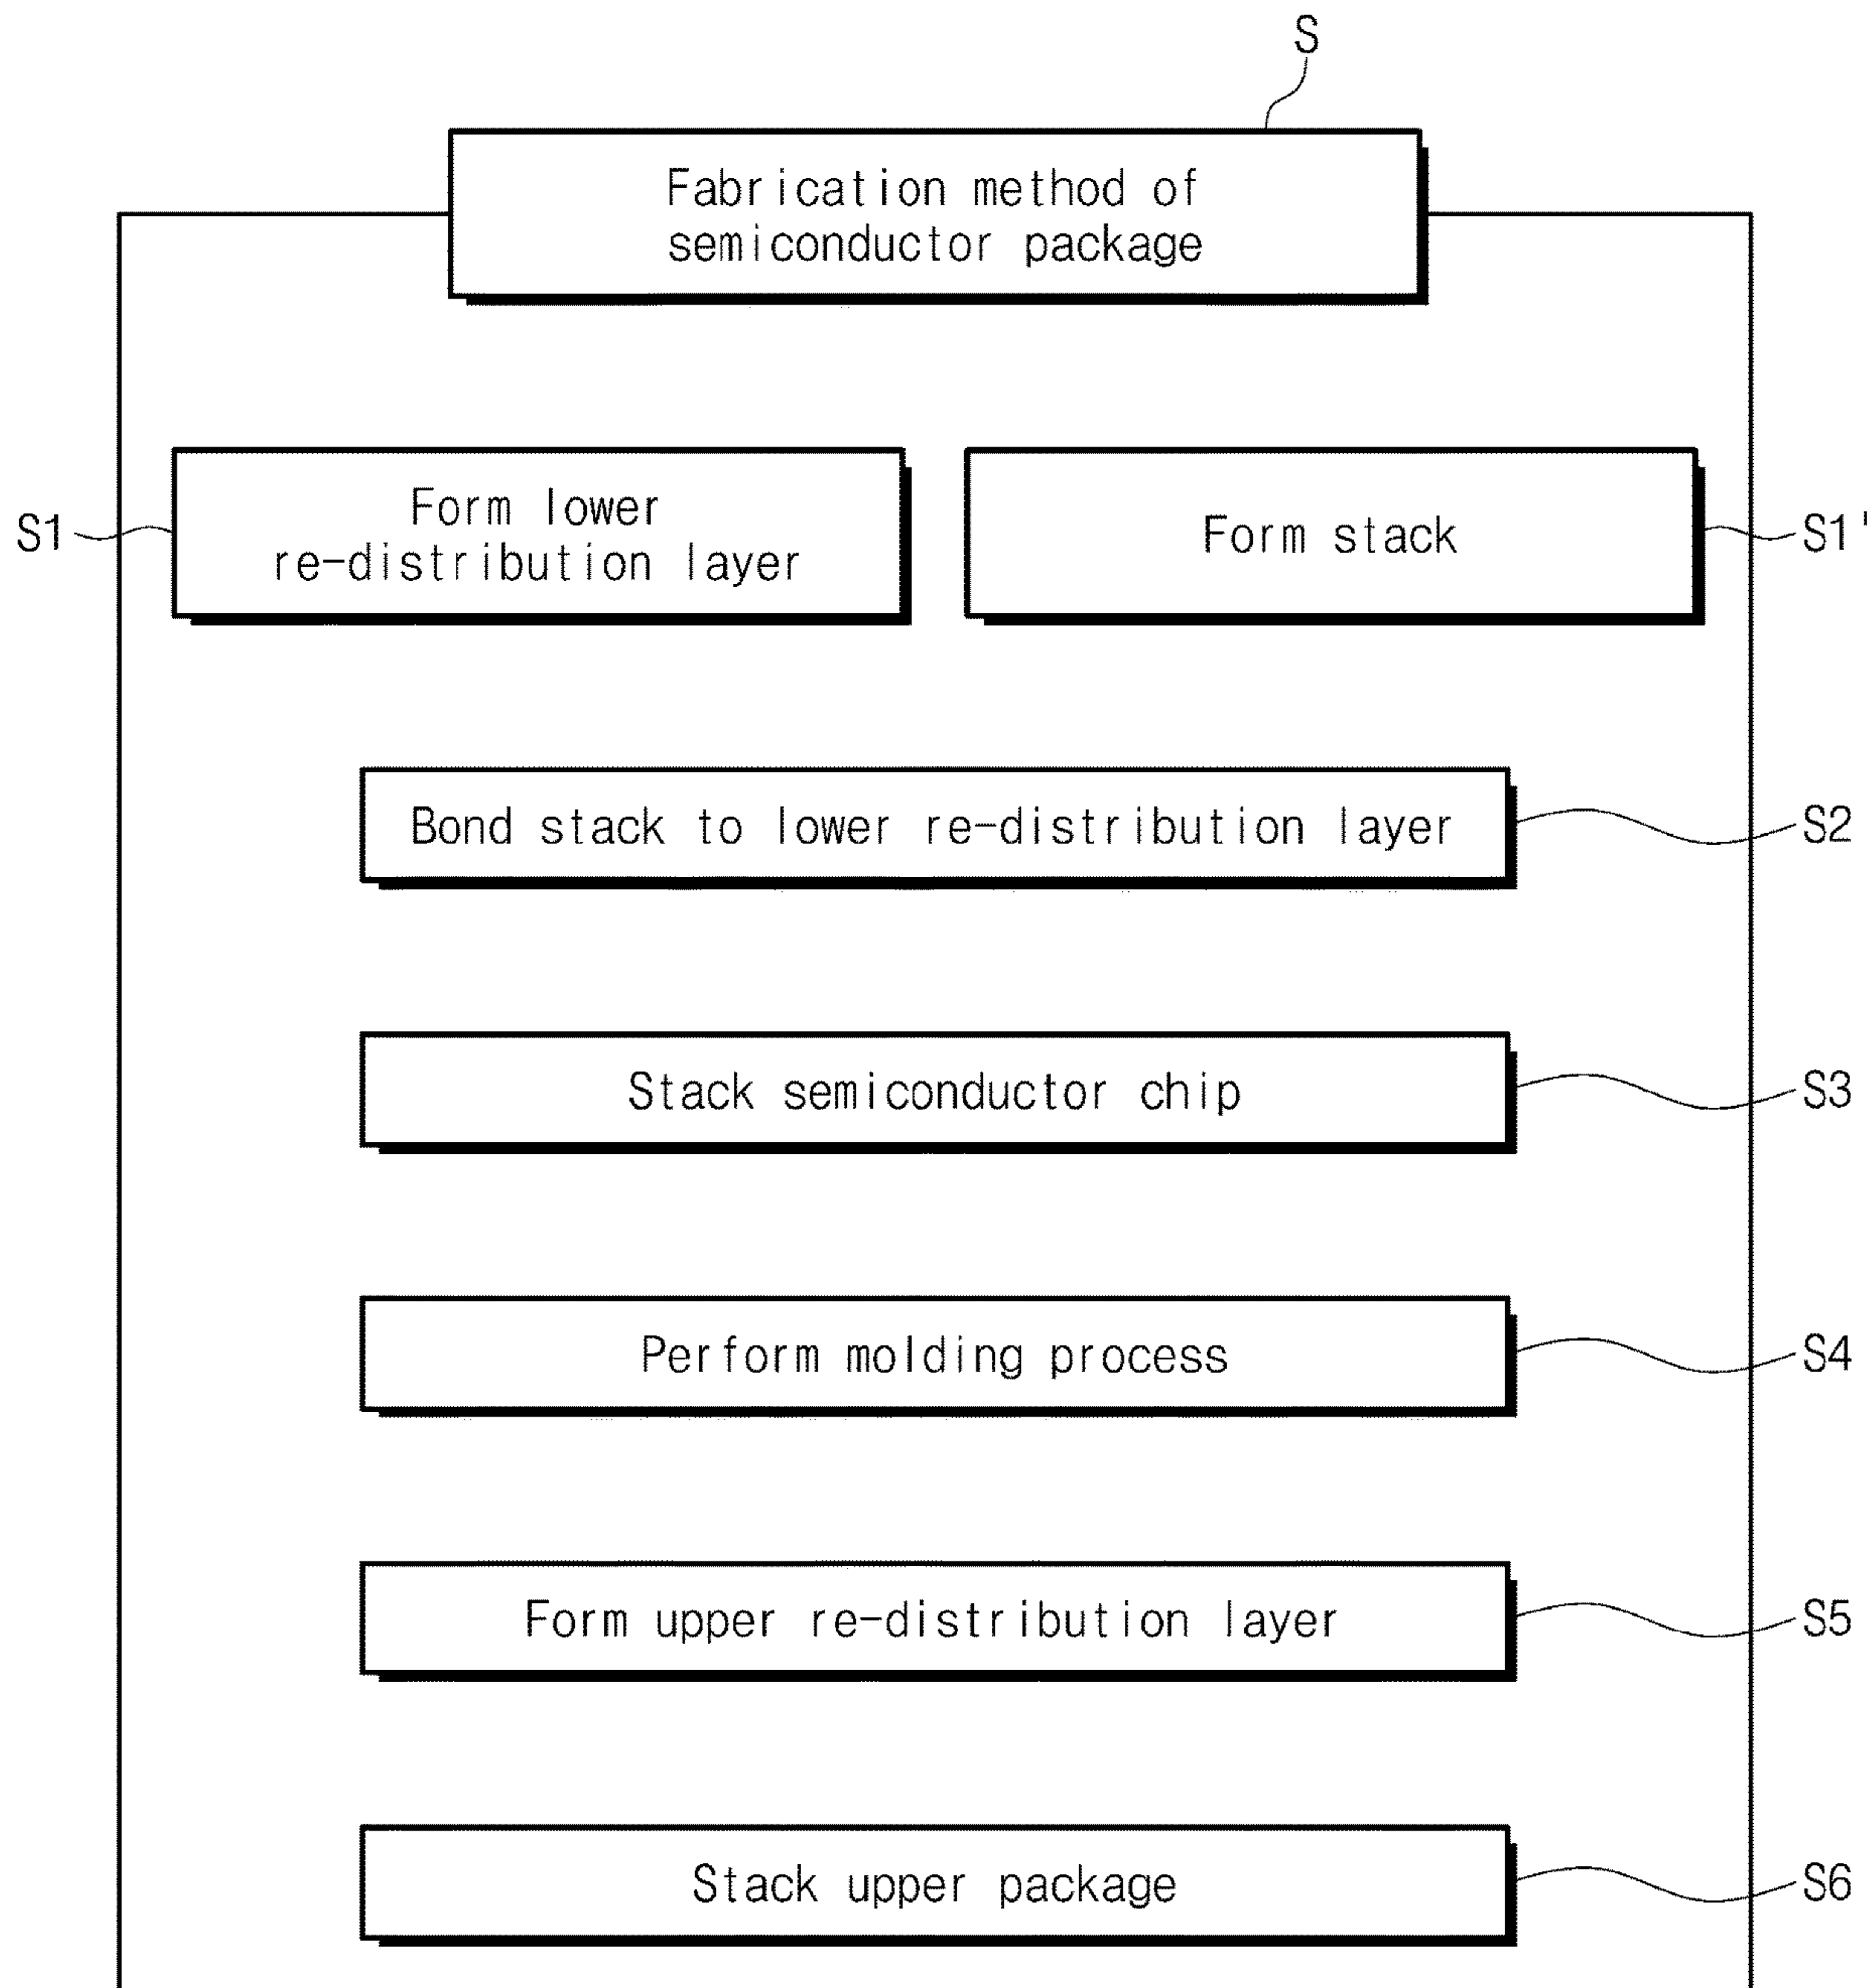 S
Fabrication method of
semiconductor package
S1
Form lower
re-distribution layer
Form stack
S1'
Bond stack to lower re-distribution layer
S2
Stack semiconductor chip
S3
Perform molding process
S4
Form upper re-distribution layer
S5
Stack upper package
S6